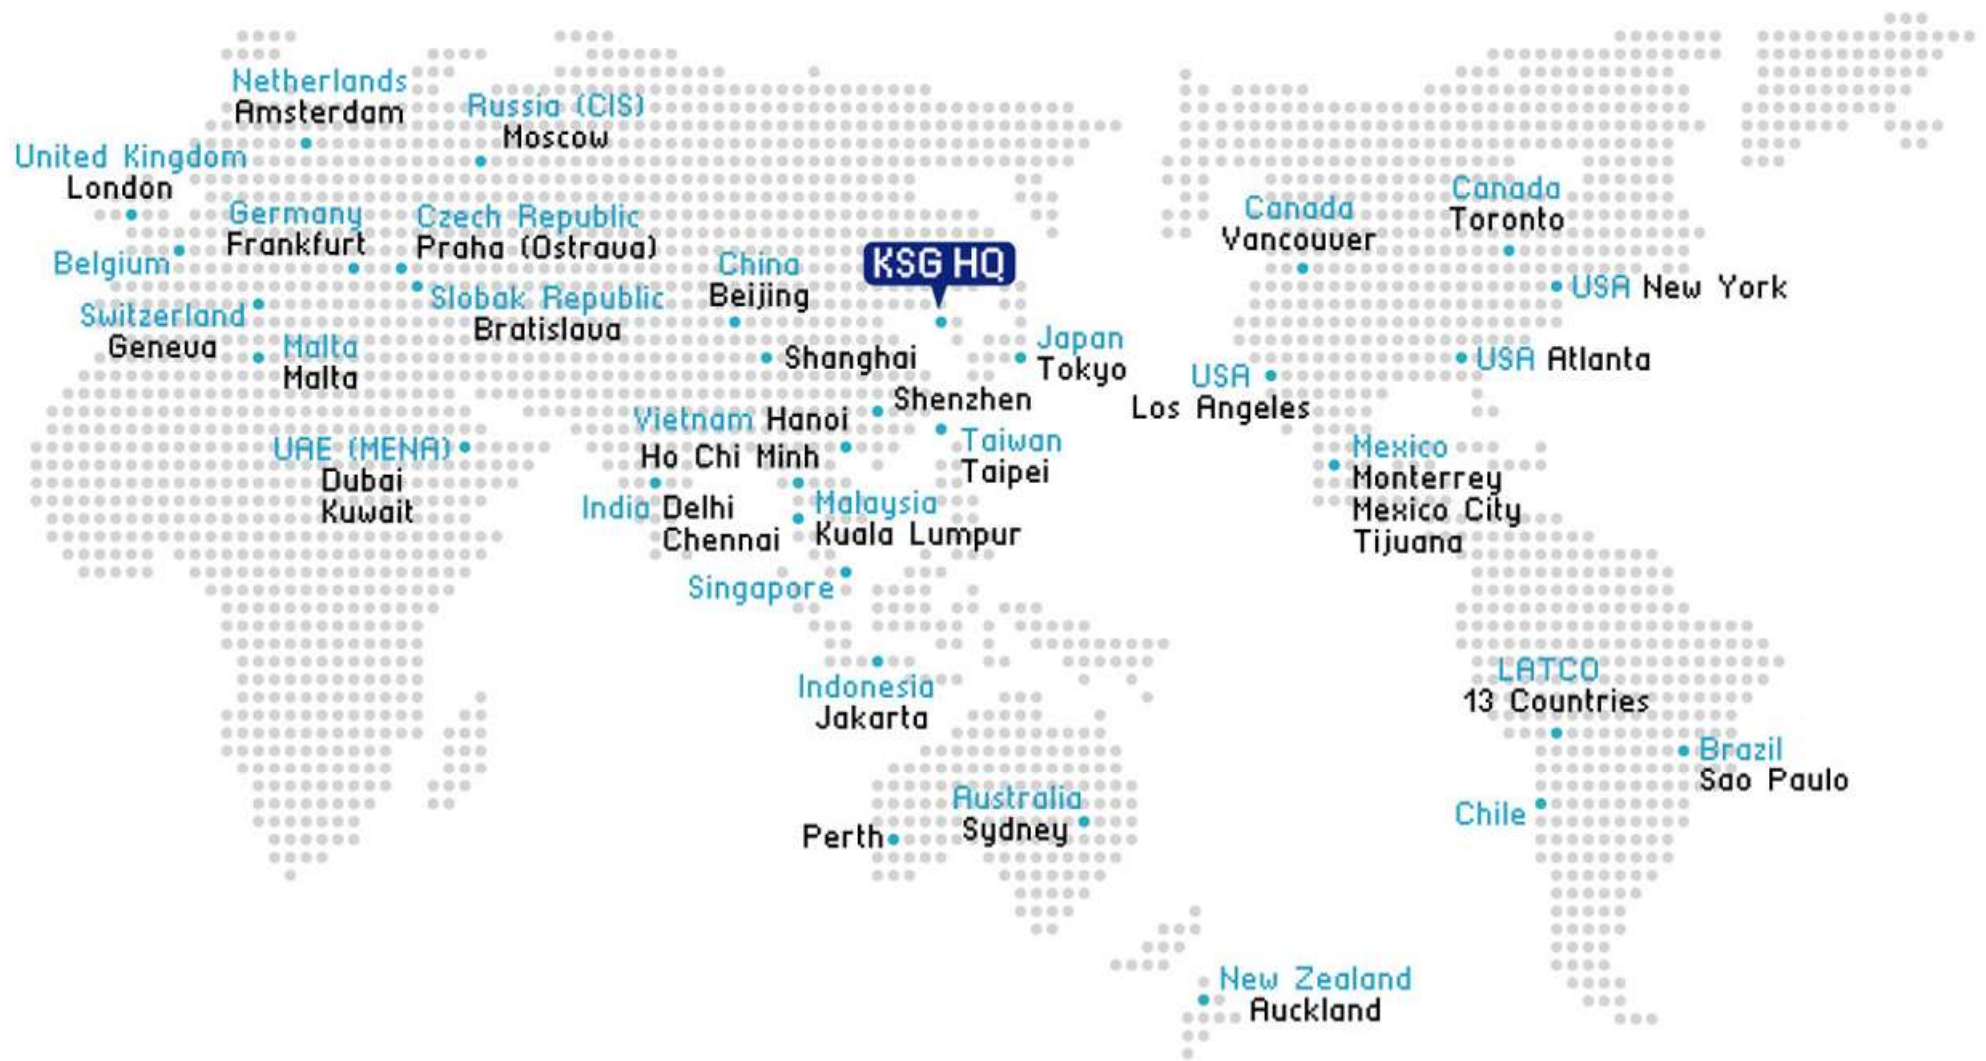 Netherlands
Amsterdam
Russia (CIS)
Moscow
United Kingdom
London
Germany
Frankfurt
Czech Republic
Praha (Ostrava)
Belgium
Slobak Republic
Bratislava
Switzerland
Geneva
Malta
Malta
China
Beijing
KSG HQ
Shanghai
Japan
Tokyo
Shenzhen
Vietnam Hanoi
Ho Chi Minh
Taiwan
Taipei
UAE (MENA)
Dubai
Kuwait
India Delhi
Chennai
Malaysia
Kuala Lumpur
Singapore
Indonesia
Jakarta
Australia
Sydney
Perth
New Zealand
Auckland
Canada
Vancouver
Canada
Toronto
USA New York
USA Atlanta
USA
Los Angeles
Mexico
Monterrey
Mexico City
Tijuana
LATCO
13 Countries
Brazil
Sao Paulo
Chile